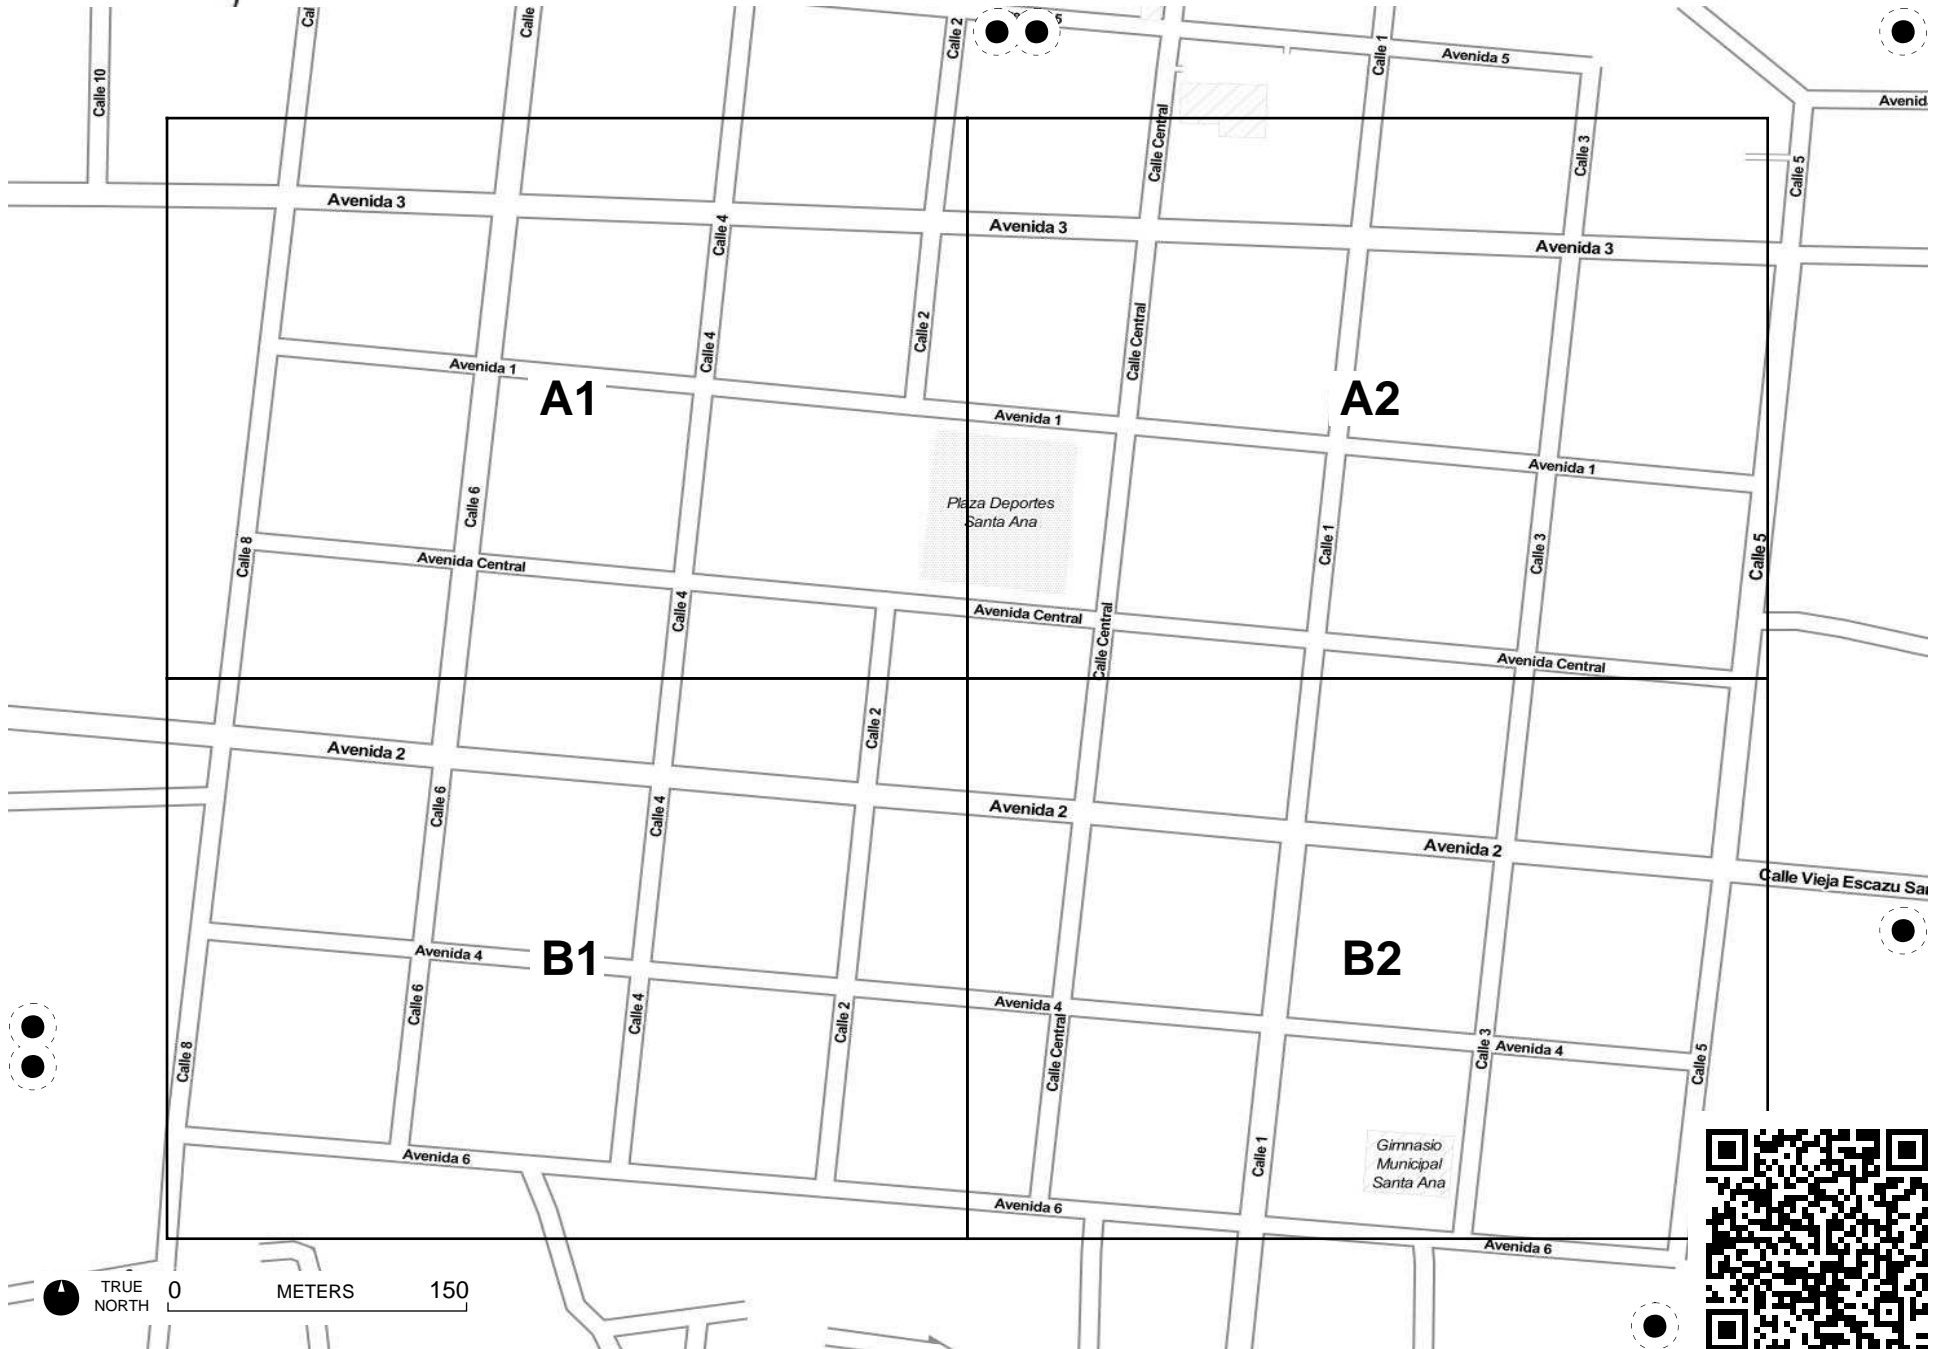 Calle 2
Calle 1
Avenida 5
Calle 10
Calle Central
Calle 3
Calle 5
Avenida 3
Avenida 3
Avenida 3
Calle 4
Calle 4
Calle 2
Calle Central
Avenida 1
A1
A2
Avenida 1
Avenida 1
Plaza Deportes
Santa Ana
Calle 6
Calle 8
Calle 1
Calle 3
Calle 5
Avenida Central
Calle 4
Avenida Central
Calle Central
Avenida Central
Calle 2
Avenida 2
Calle 6
Calle 4
Avenida 2
Avenida 2
Calle Vieja Escazu
Avenida 4
B1
B2
Calle 6
Calle 4
Calle 2
Avenida 4
Calle Central
Calle 3
Avenida 4
Calle 5
Calle 8
Calle 1
Gimnasio
Municipal
Santa Ana
Avenida 6
Avenida 6
Avenida 6
TRUE
NORTH
0 METERS 150